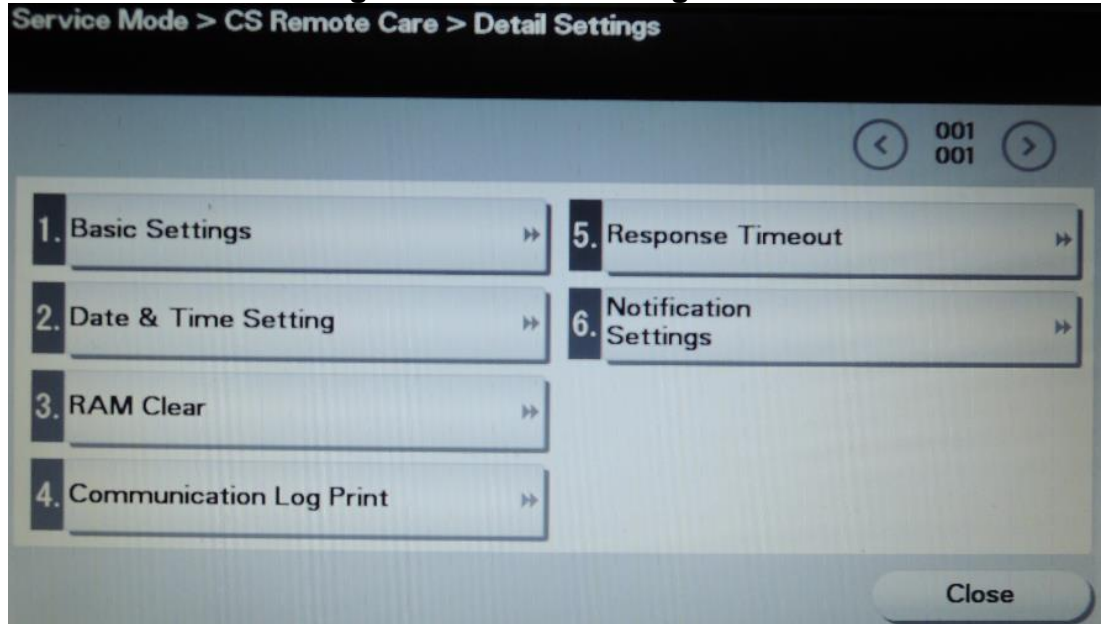 Service Mode > CS Remote Care > Detail Settings
001
001
1. Basic Settings
2. Date & Time Setting
3. RAM Clear
4. Communication Log Print
5. Response Timeout
6. Notification
Settings
Close